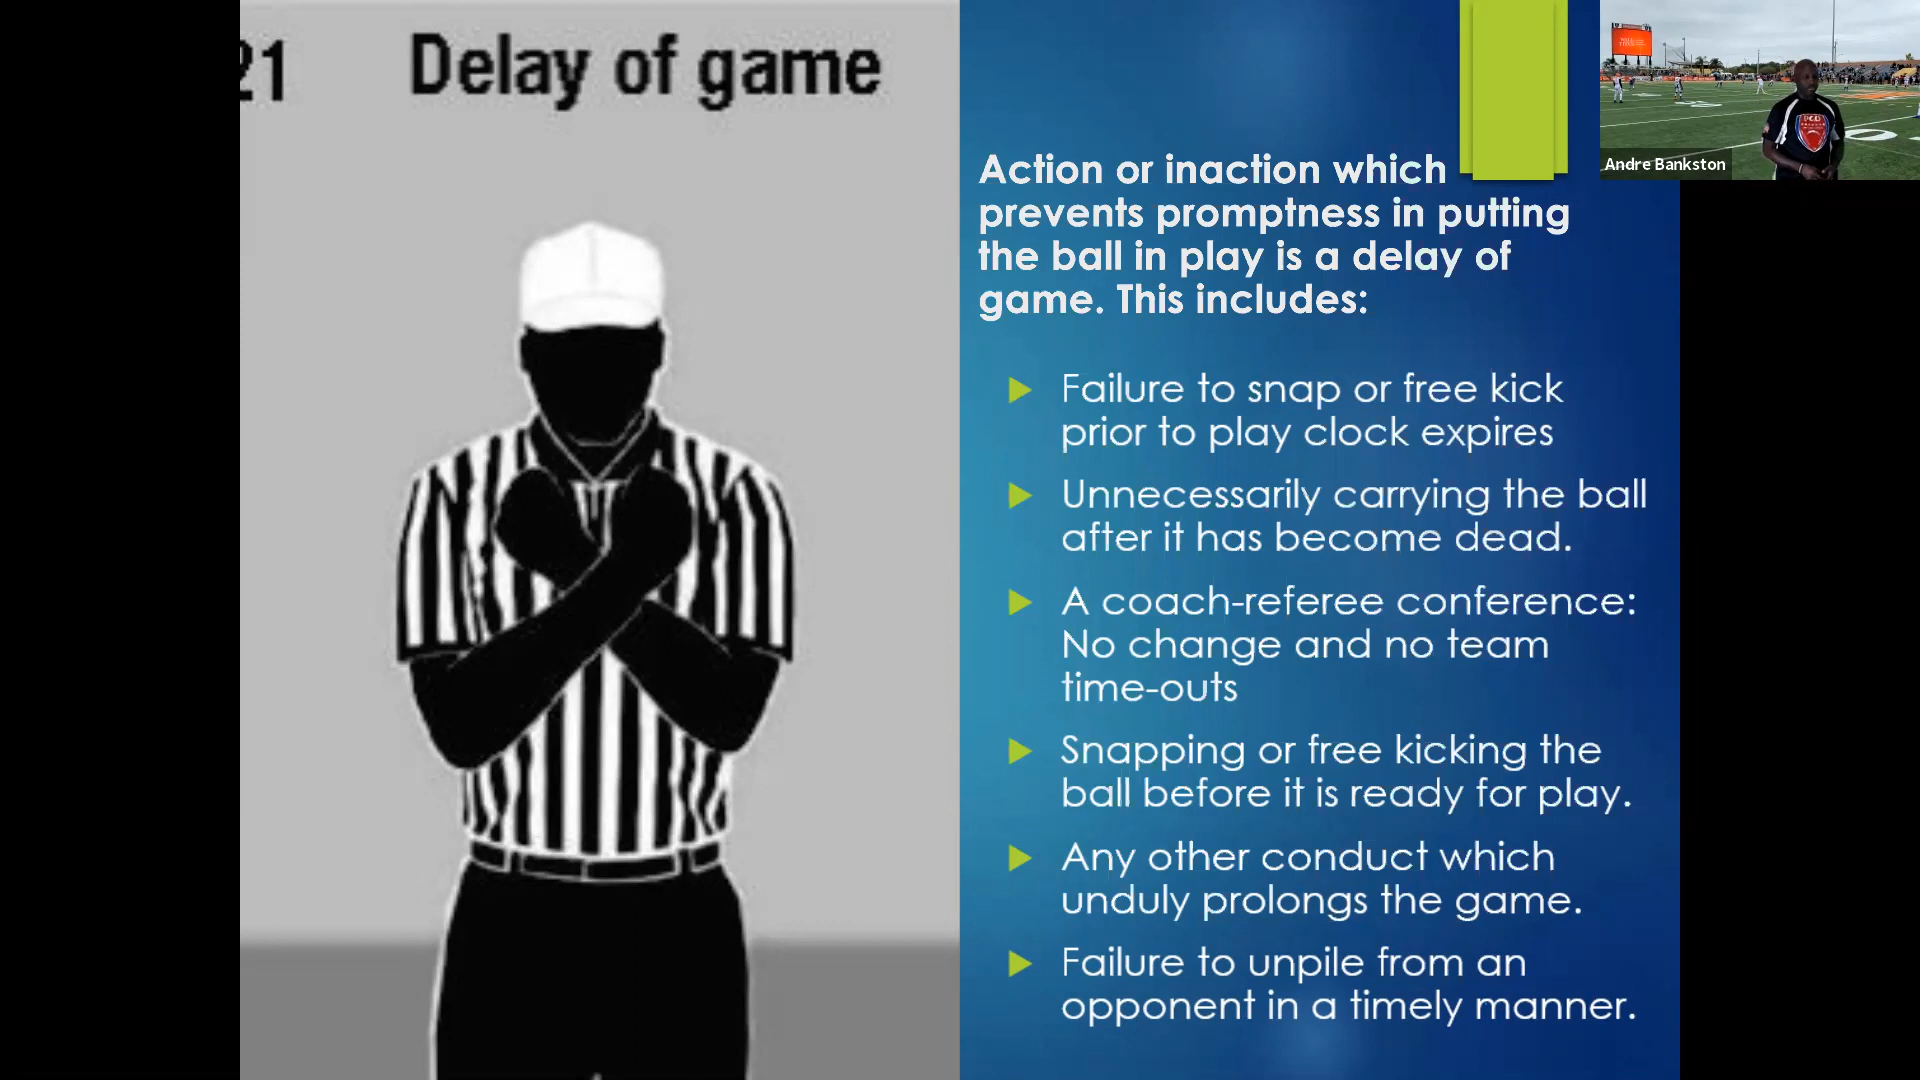 21 Delay of game
Action or inaction which
prevents promptness in putting
the ball in play is a delay of
game. This includes:
Failure to snap or free kick
prior to play clock expires
Unnecessarily carrying the ball
after it has become dead.
A coach-referee conference:
No change and no team
time-outs
Snapping or free kicking the
ball before it is ready for play.
Any other conduct which
unduly prolongs the game.
Failure to unpile from an
opponent in a timely manner.
Andre Bankston